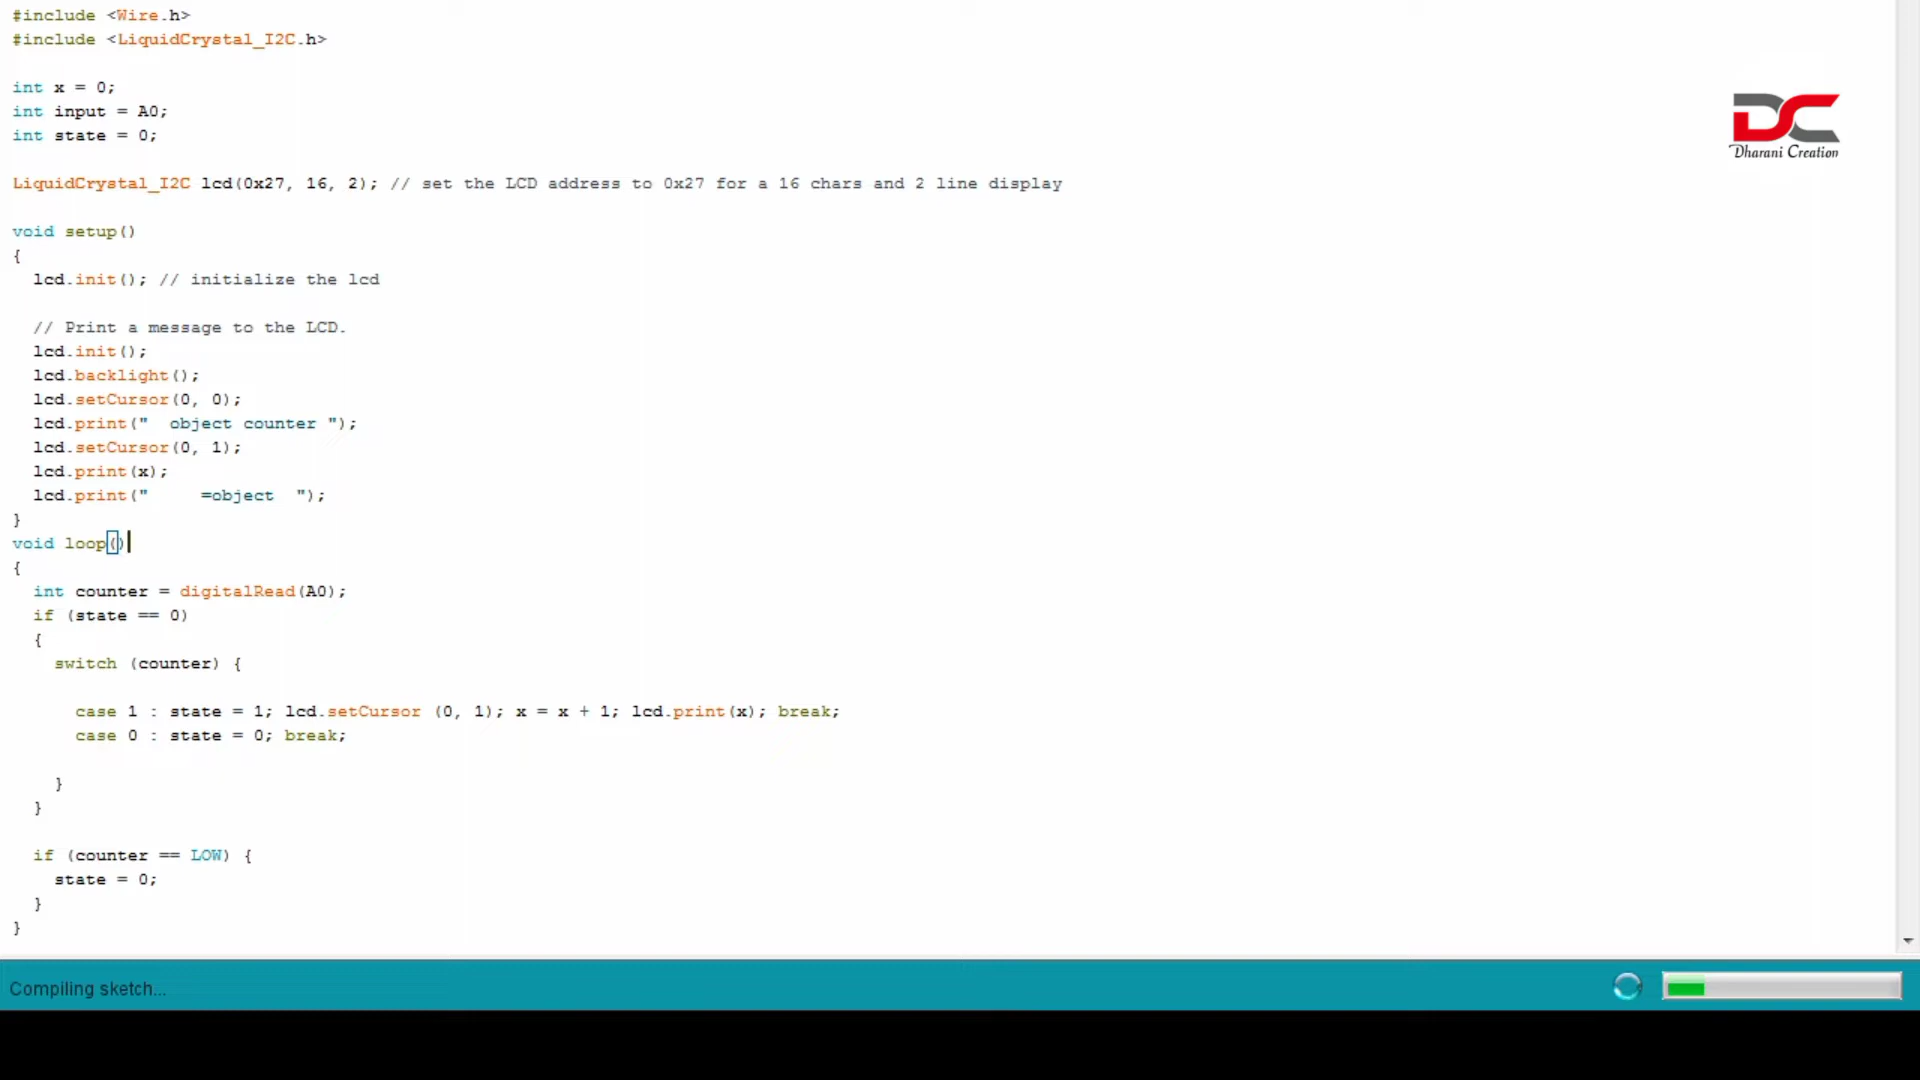 #include <Wire.h>
#include <LiquidCrystal_I2C.h>
int x = 0;
int input = A0;
int state = 0;
LiquidCrystal_I2C lcd(0x27, 16, 2); // set the LCD address to 0x27 for a 16 chars and 2 line display
void setup()
{
  lcd.init(); // initialize the lcd
  // Print a message to the LCD.
  lcd.init();
  lcd.backlight();
  lcd.setCursor(0, 0);
  lcd.print("  object counter ");
  lcd.setCursor(0, 1);
  lcd.print(x);
  lcd.print("     =object  ");
}
void loop()
{
  int counter = digitalRead(A0);
  if (state == 0)
  {
    switch (counter) {
      case 1 : state = 1; lcd.setCursor (0, 1); x = x + 1; lcd.print(x); break;
      case 0 : state = 0; break;
    }
  }
  if (counter == LOW) {
    state = 0;
  }
}
DC
Dharani Creation
Compiling sketch...